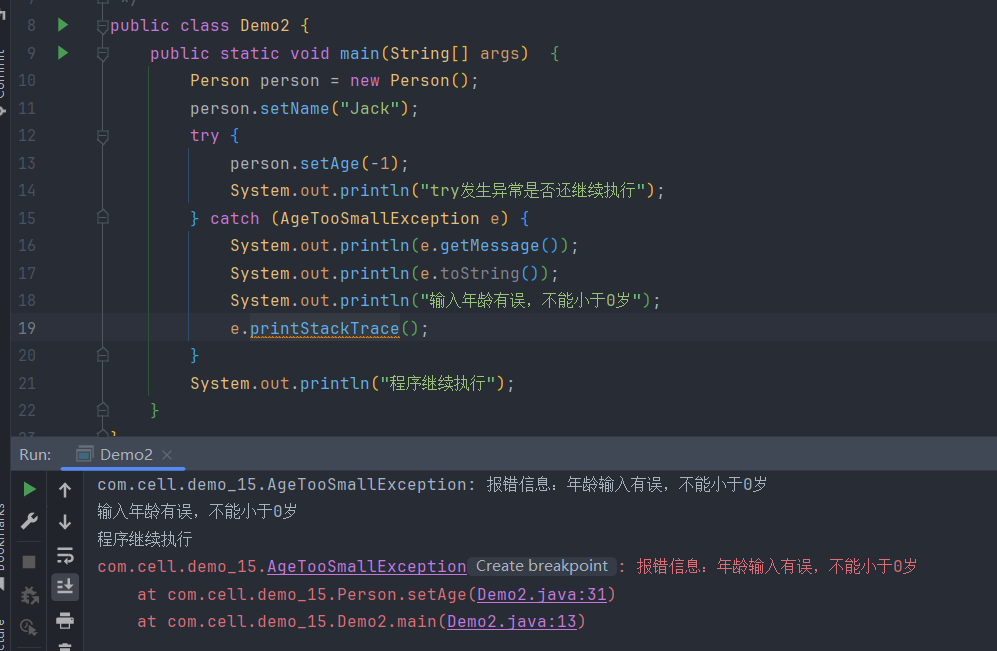 8 public class Demo2 {
9 public static void main(String[] args) {
10 Person person = new Person();
11 person.setName("Jack");
12 try {
13 person.setAge(-1);
14 System.out.println("try发生异常是否还继续执行");
15 } catch (AgeTooSmallException e) {
16 System.out.println(e.getMessage());
17 System.out.println(e.toString());
18 System.out.println("输入年龄有误，不能小于0岁");
19 e.printStackTrace();
20 }
21 System.out.println("程序继续执行");
22 }
Run: Demo2
com.cell.demo_15.AgeTooSmallException: 报错信息：年龄输入有误，不能小于0岁
输入年龄有误，不能小于0岁
程序继续执行
com.cell.demo_15.AgeTooSmallException Create breakpoint : 报错信息：年龄输入有误，不能小于0岁
at com.cell.demo_15.Person.setAge(Demo2.java:31)
at com.cell.demo_15.Demo2.main(Demo2.java:13)